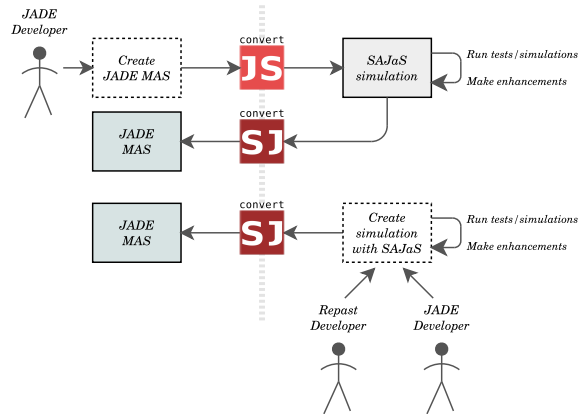 JADE
Developer
Create
JADE MAS
convert
JS
SAJaS
simulation
Run tests/simulations
Make enhancements
JADE
MAS
convert
SJ
JADE
MAS
convert
SJ
Create
simulation
with SAJaS
Run tests/simulations
Make enhancements
Repast
Developer
JADE
Developer